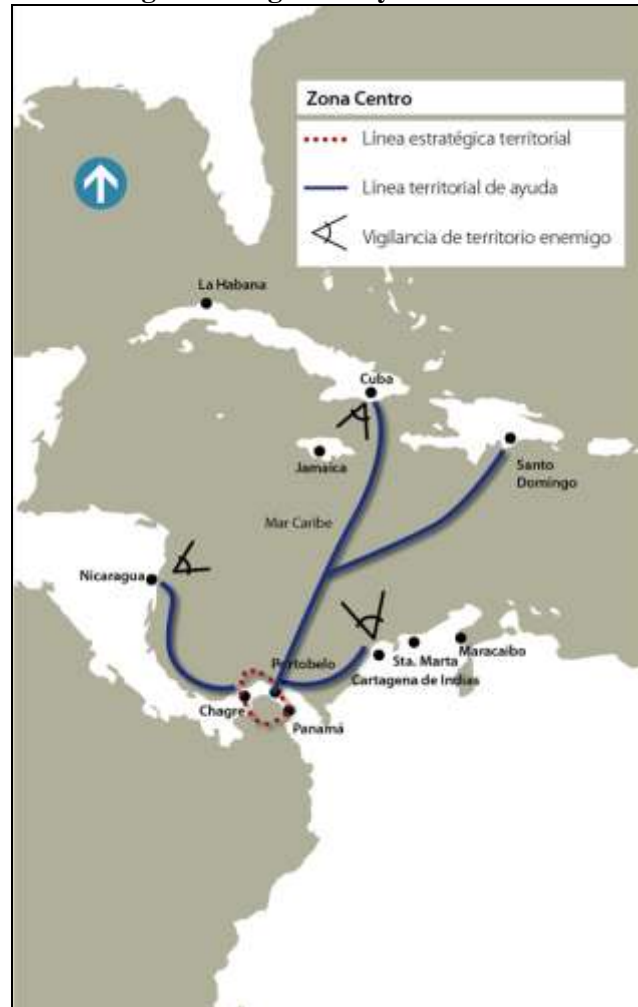 Zona Centro
Línea estratégica territorial
Línea territorial de ayuda
Vigilancia de territorio enemigo
La Habana
Cuba
Jamaica
Santo
Domingo
Mar Caribe
Nicaragua
Portobelo
Maracaibo
Sta. Marta
Cartagena de Indias
Chagre
Panamá